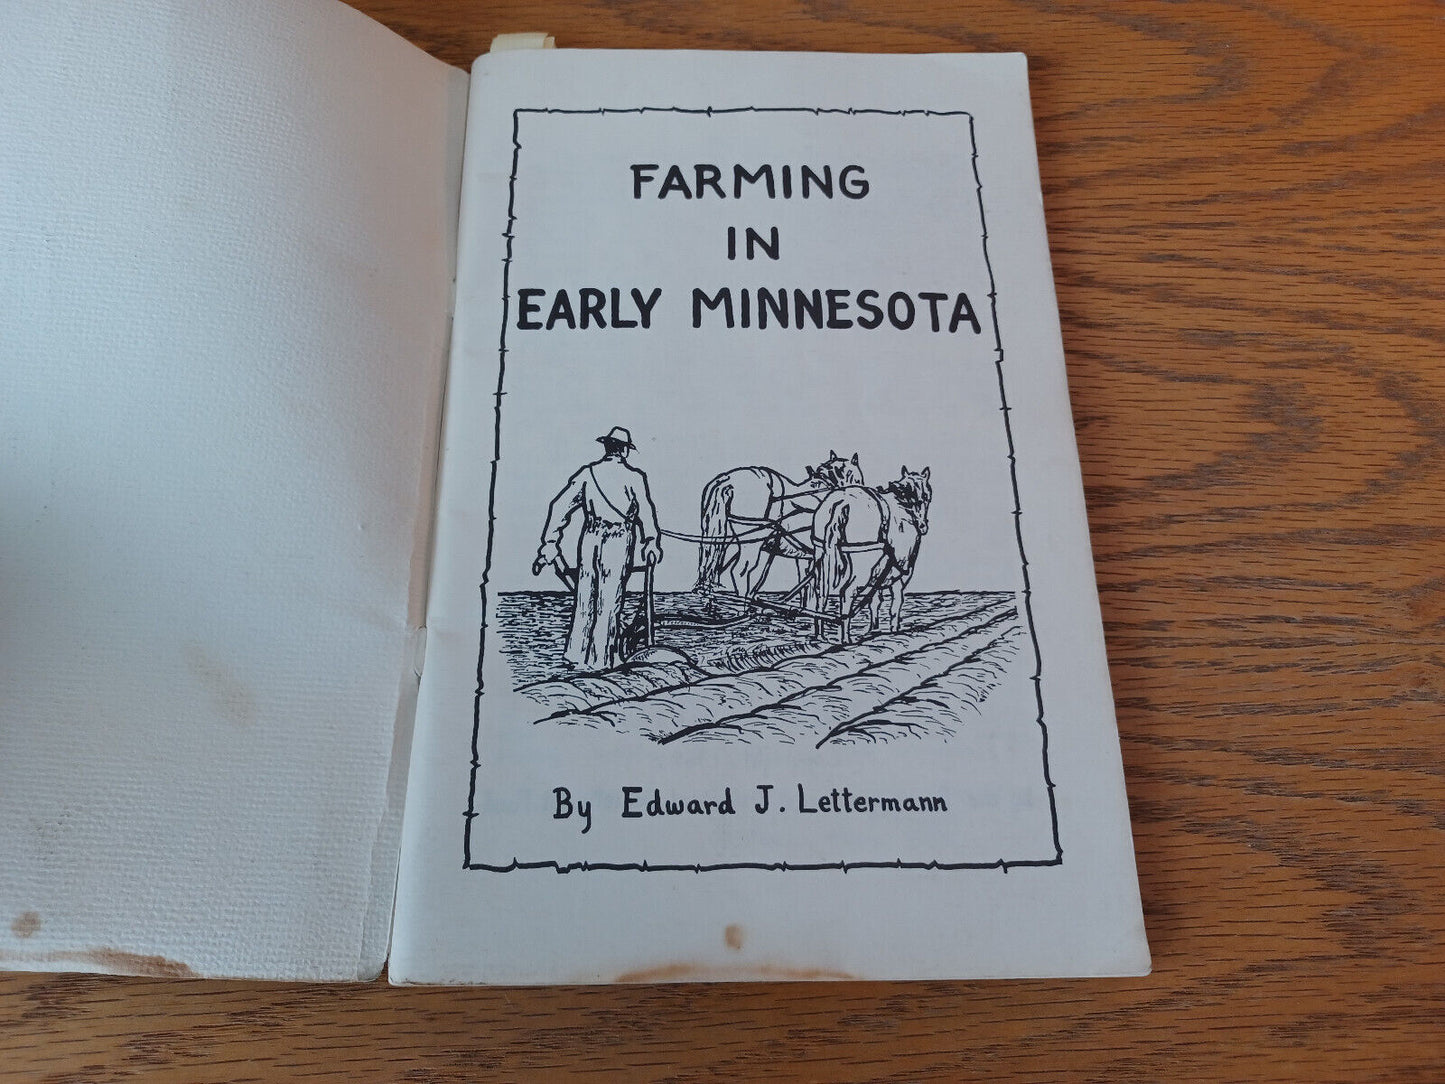 FARMING
IN
EARLY MINNESOTA
By Edward J. Lettermann